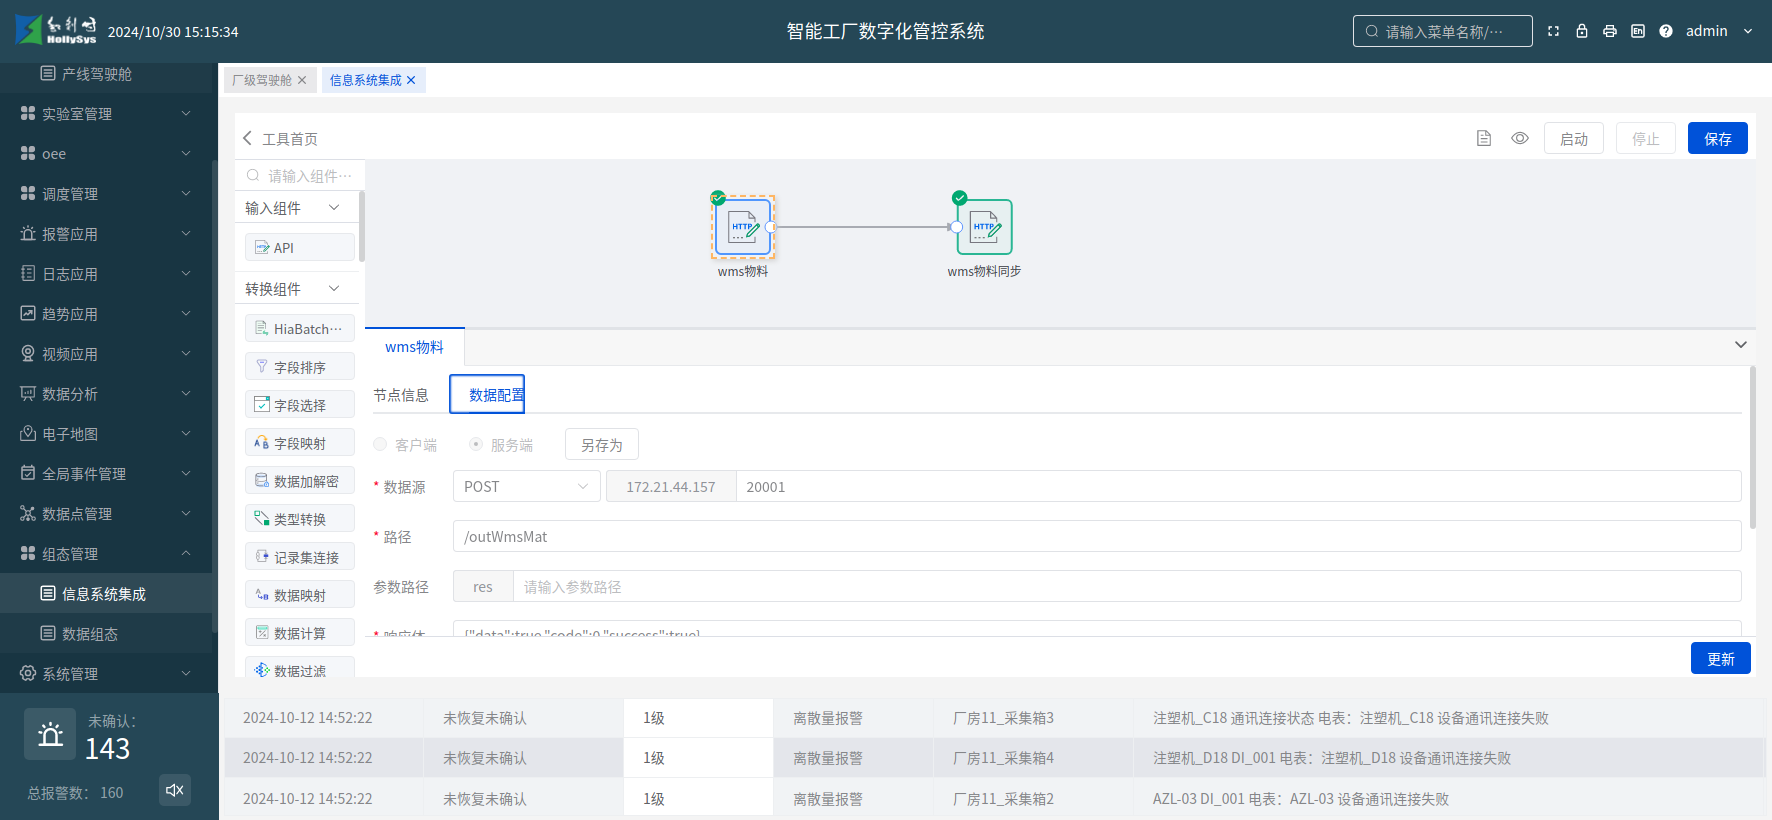 和利时
HollySys
2024/10/30 15:15:34
智能工厂数字化管控系统
请输入菜单名称/···
En
admin
产线驾驶舱
实验室管理
oee
调度管理
报警应用
日志应用
趋势应用
视频应用
数据分析
电子地图
全局事件管理
数据点管理
组态管理
信息系统集成
数据组态
系统管理
未确认：
143
总报警数： 160
厂级驾驶舱
信息系统集成
工具首页
启动
停止
保存
请输入组件···
输入组件
API
转换组件
HiaBatch···
字段排序
字段选择
字段映射
数据加解密
类型转换
记录集连接
数据映射
数据计算
数据过滤
HTTP
HTTP
wms物料
wms物料同步
wms物料
节点信息
数据配置
客户端
服务端
另存为
* 数据源
POST
172.21.44.157
20001
* 路径
/outWmsMat
参数路径
res
请输入参数路径
* 响应体
{"data":true,"code":0,"success":true}
更新
2024-10-12 14:52:22 未恢复未确认 1级 离散量报警 厂房11_采集箱3 注塑机_C18 通讯连接状态 电表：注塑机_C18 设备通讯连接失败
2024-10-12 14:52:22 未恢复未确认 1级 离散量报警 厂房11_采集箱4 注塑机_D18 DI_001 电表：注塑机_D18 设备通讯连接失败
2024-10-12 14:52:22 未恢复未确认 1级 离散量报警 厂房11_采集箱2 AZL-03 DI_001 电表：AZL-03 设备通讯连接失败